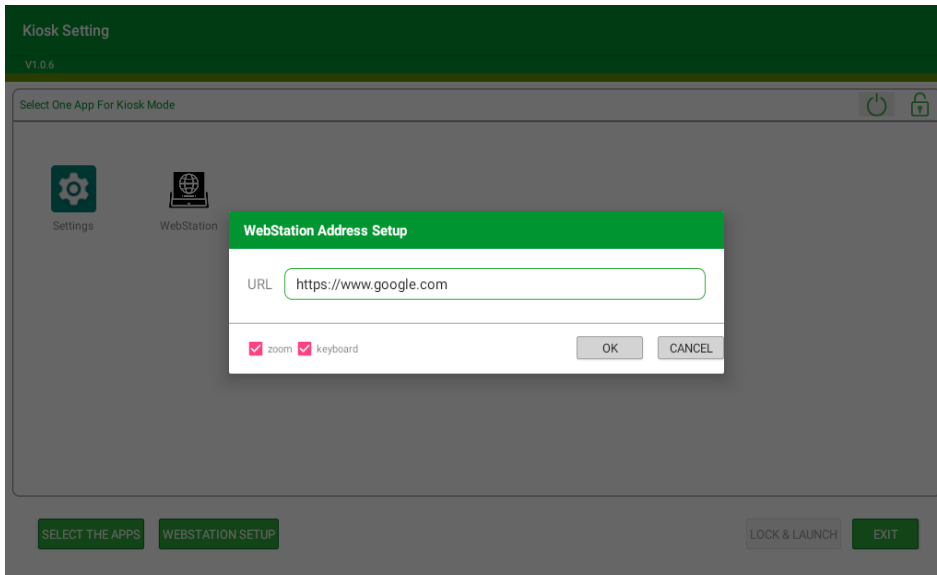 Kiosk Setting
V1.0.6
Select One App For Kiosk Mode
Settings
WebStation
WebStation Address Setup
URL https://www.google.com
zoom keyboard OK CANCEL
SELECT THE APPS WEBSTATION SETUP LOCK & LAUNCH EXIT